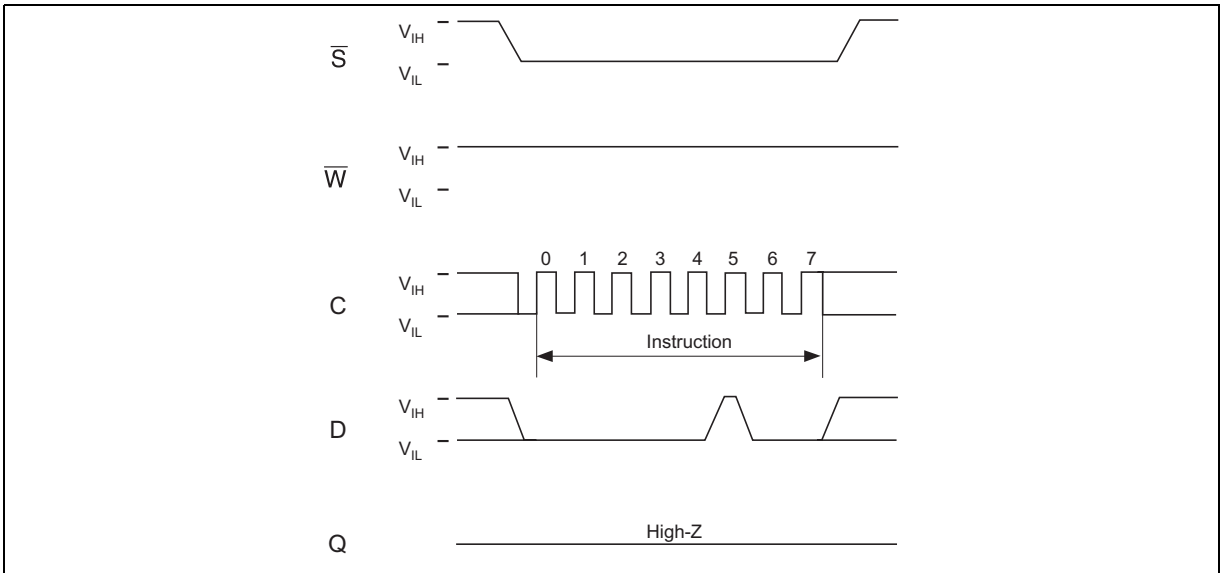 V_IH
S̅
V_IL
V_IH
W̅
V_IL
0 1 2 3 4 5 6 7
V_IH
C
V_IL
Instruction
V_IH
D
V_IL
High-Z
Q